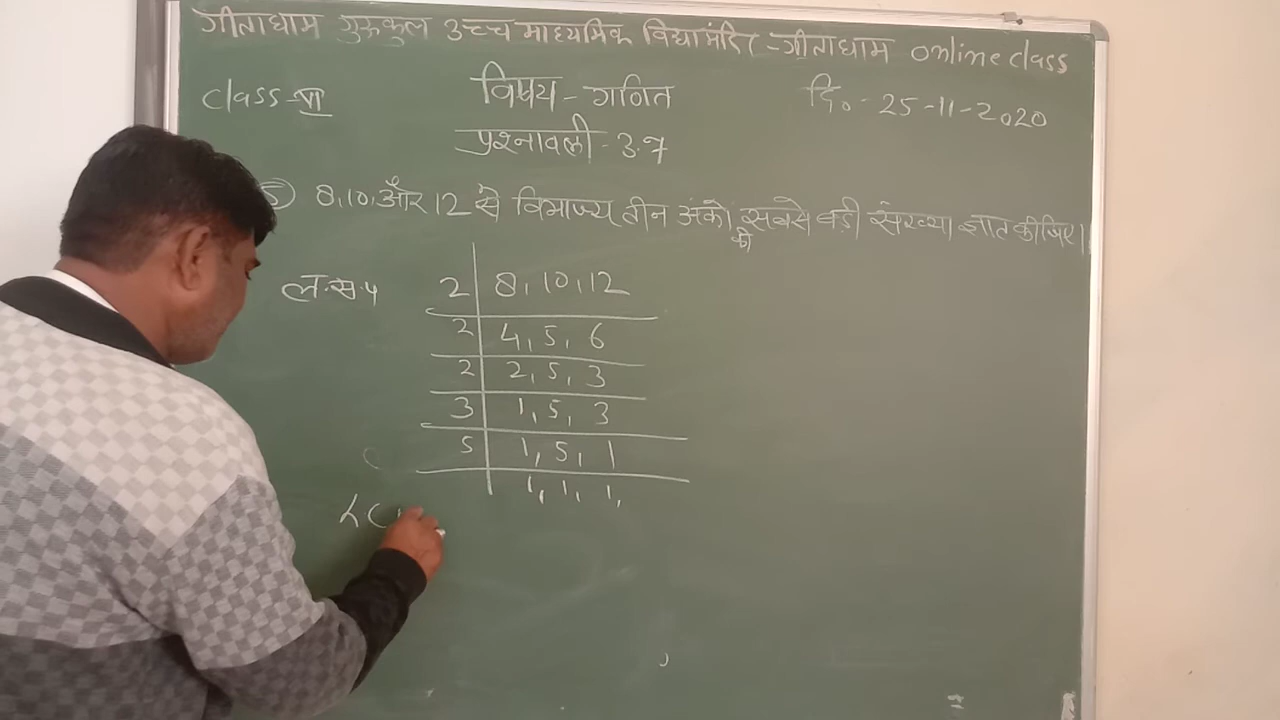 गीताधाम गुरुकुल उच्च माध्यमिक विद्यामंदिर - गीताधाम online class
class - VI विषय - गणित दि० - 25-11-2020
प्रश्नावली - 3.7
5) 8, 10, और 12 से विभाज्य तीन अंको की सबसे बड़ी संख्या ज्ञात कीजिए।
ल.स.प 2 | 8, 10, 12
2 | 4, 5, 6
2 | 2, 5, 3
3 | 1, 5, 3
5 | 1, 5, 1
1, 1, 1,